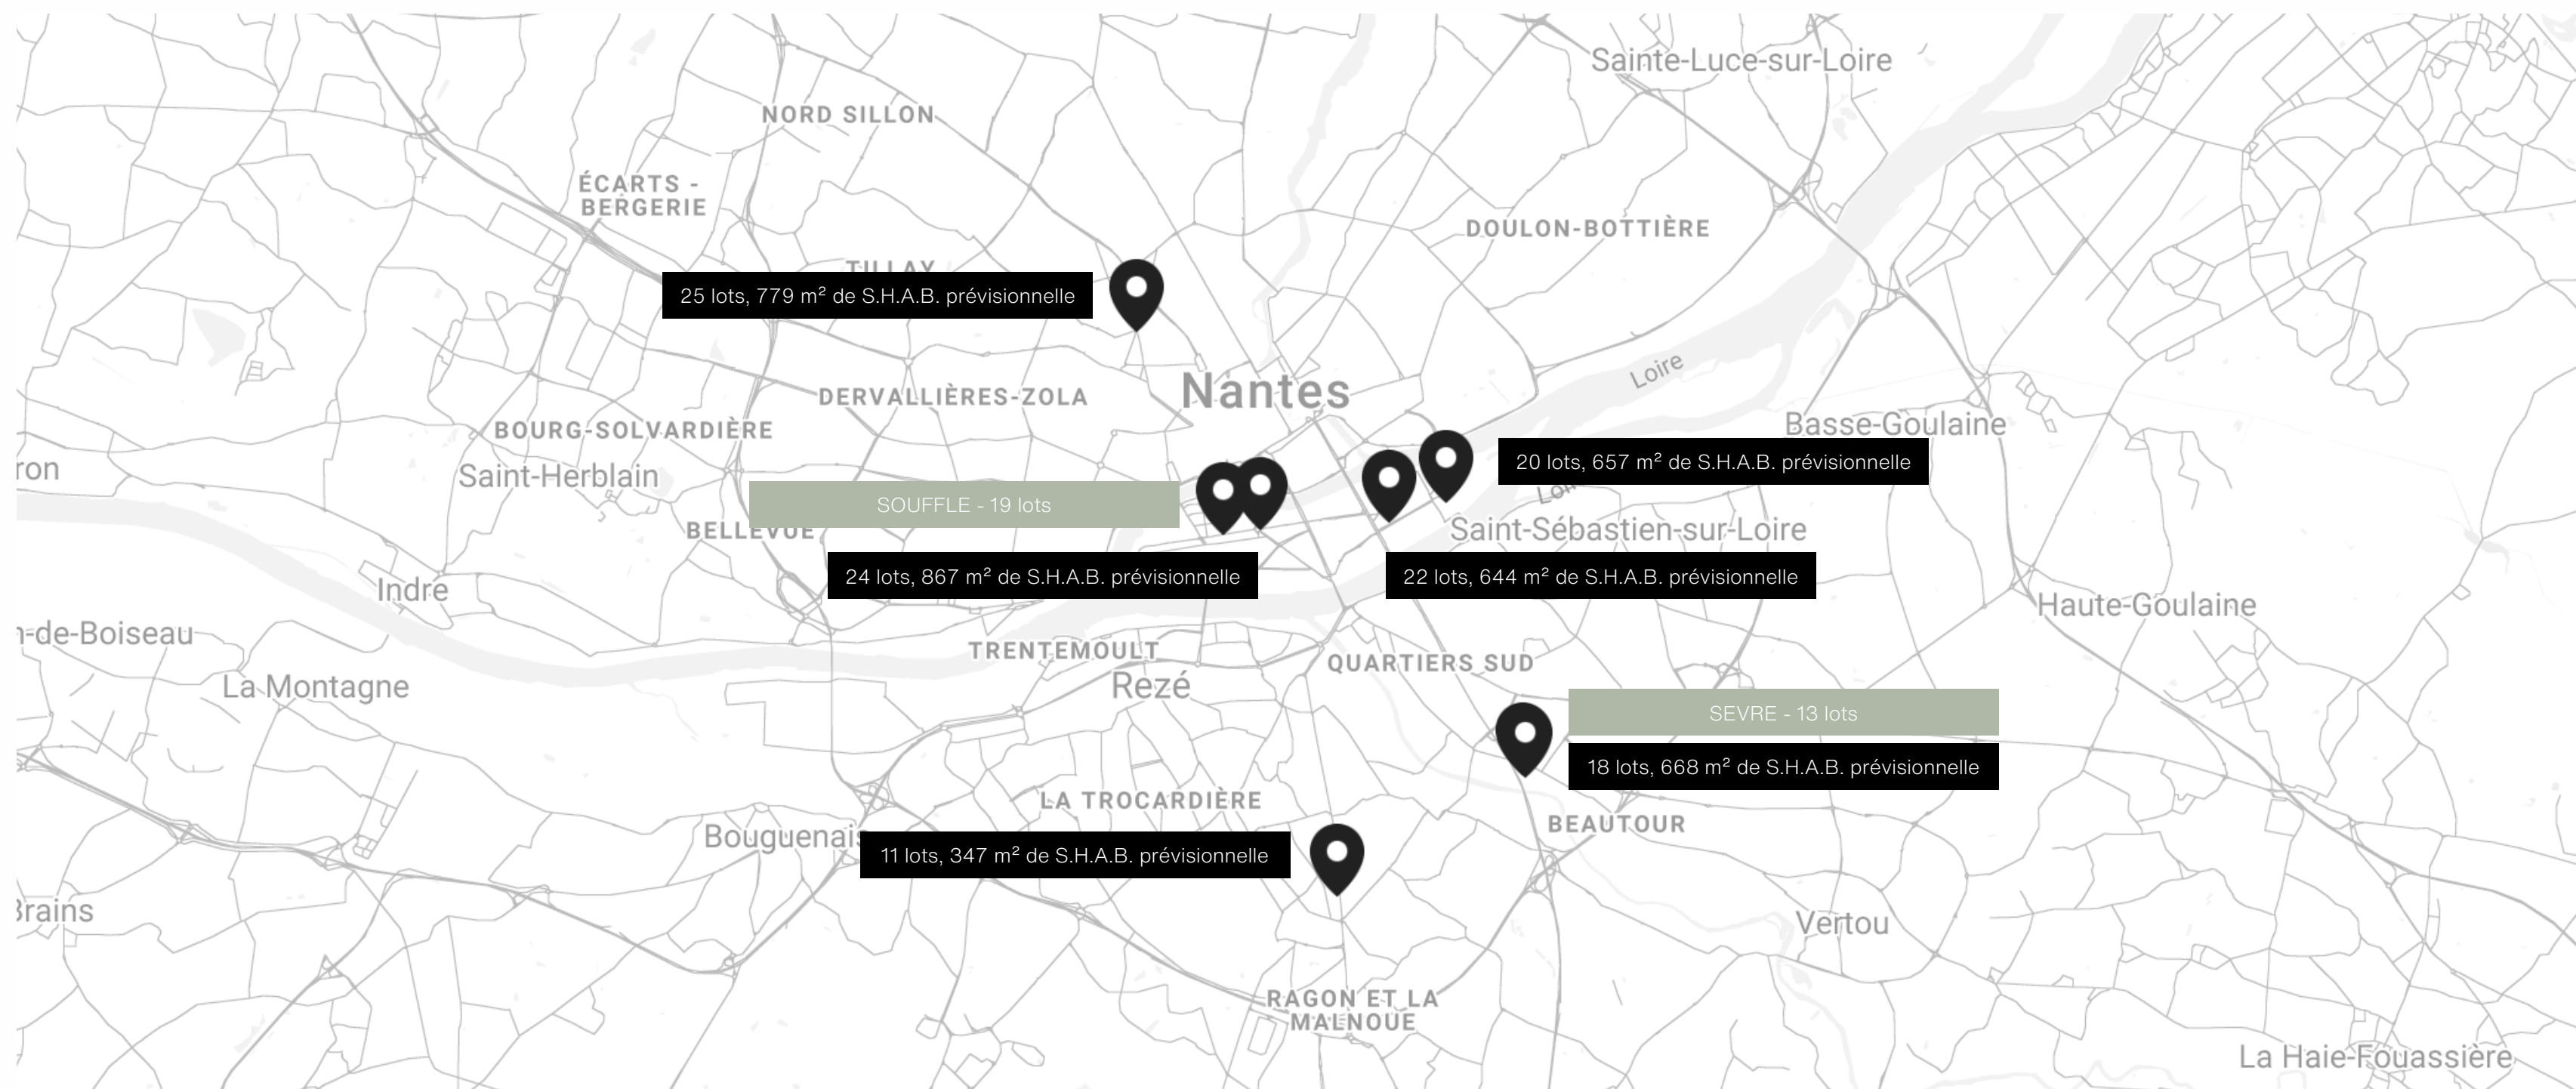 Sainte-Luce-sur-Loire
NORD SILLON
ÉCARTS -
BERGERIE
DOULON-BOTTIÈRE
TILLAY
25 lots, 779 m² de S.H.A.B. prévisionnelle
Loire
Nantes
DERVALLIÈRES-ZOLA
Basse-Goulaine
BOURG-SOLVARDIÈRE
20 lots, 657 m² de S.H.A.B. prévisionnelle
ron
Saint-Herblain
SOUFFLE - 19 lots
BELLEVUE
Saint-Sébastien-sur-Loire
24 lots, 867 m² de S.H.A.B. prévisionnelle
22 lots, 644 m² de S.H.A.B. prévisionnelle
Indre
Haute-Goulaine
n-de-Boiseau
TRENTEMOULT
QUARTIERS SUD
La Montagne
Rezé
SEVRE - 13 lots
18 lots, 668 m² de S.H.A.B. prévisionnelle
LA TROCARDIÈRE
BEAUTOUR
Bouguenais
11 lots, 347 m² de S.H.A.B. prévisionnelle
Brains
Vertou
RAGON ET LA
MALNOUE
La Haie-Fouassière